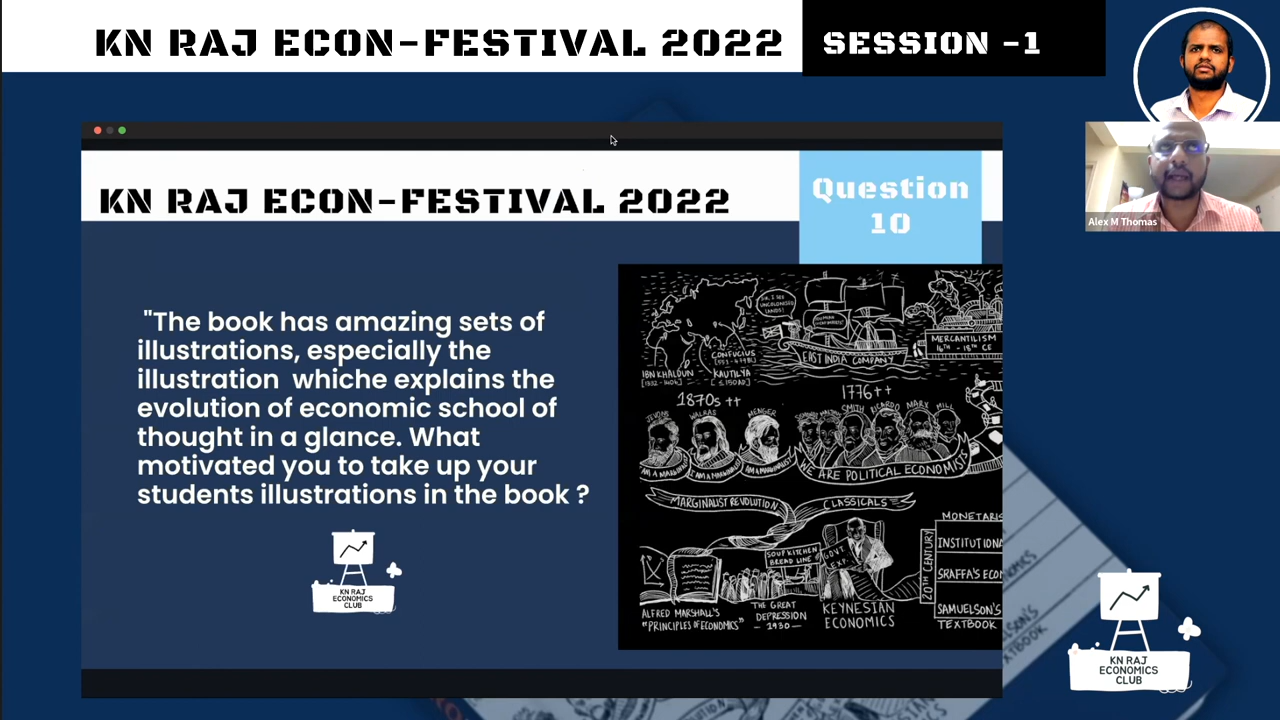 KN RAJ ECON-FESTIVAL 2022
SESSION -1
Alex M Thomas
KN RAJ ECON-FESTIVAL 2022
Question
10
"The book has amazing sets of
illustrations, especially the
illustration whiche explains the
evolution of economic school of
thought in a glance. What
motivated you to take up your
students illustrations in the book ?
KN RAJ
ECONOMICS
CLUB
EAST INDIA COMPANY
MERCANTILISM
16TH - 18TH CE
CONFUCIUS
IBN KHALDUN
KAUTILYA
1870s ++
1776++
JEVONS
WALRAS
MENGER
SMITH
RICARDO
MARX
MILL
WE ARE POLITICAL ECONOMISTS
MARGINALIST REVOLUTION
CLASSICALS
SOUP KITCHEN
BREAD LINE
GOVT.
20TH CENTURY
MONETARIS
INSTITUTIONA
SRAFFA'S ECO
SAMUELSON'S
TEXTBOOK
ALFRED MARSHALL'S
"PRINCIPLES OF ECONOMICS"
THE GREAT
DEPRESSION
— 1930 —
KEYNESIAN
ECONOMICS
KN RAJ
ECONOMICS
CLUB